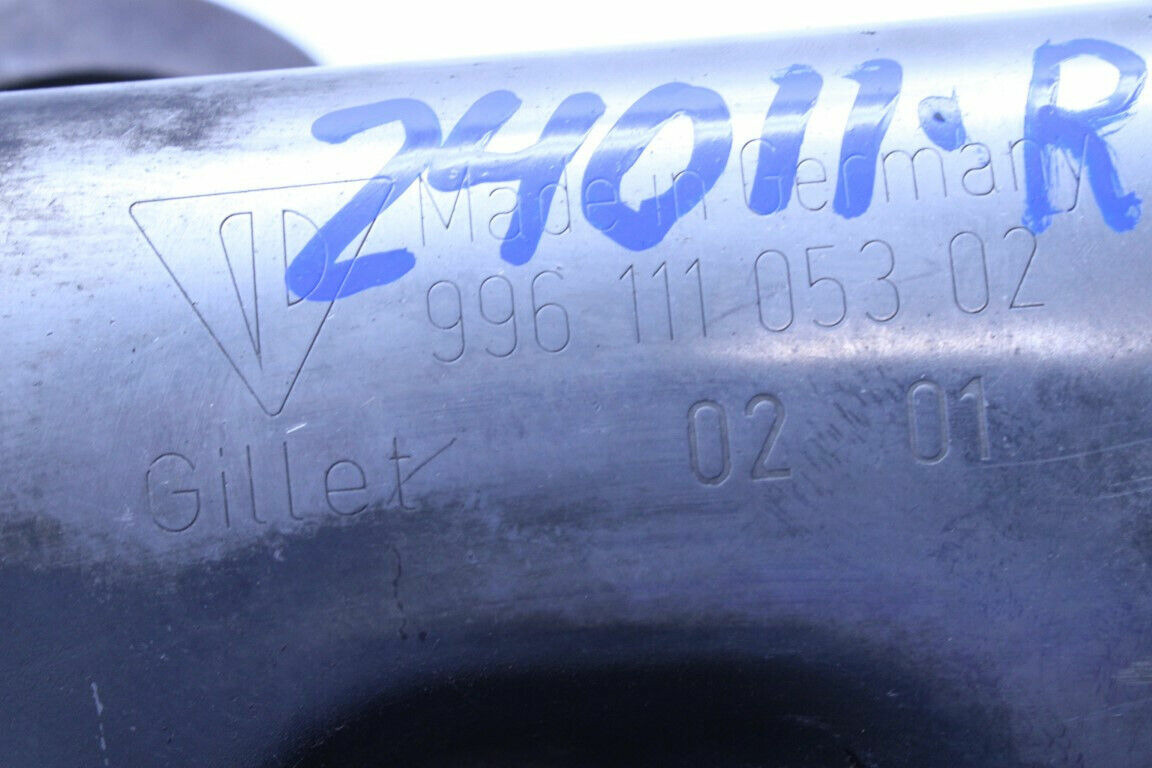 24011-R
Made in Germany
996 111 053 02
02 01
Gillet